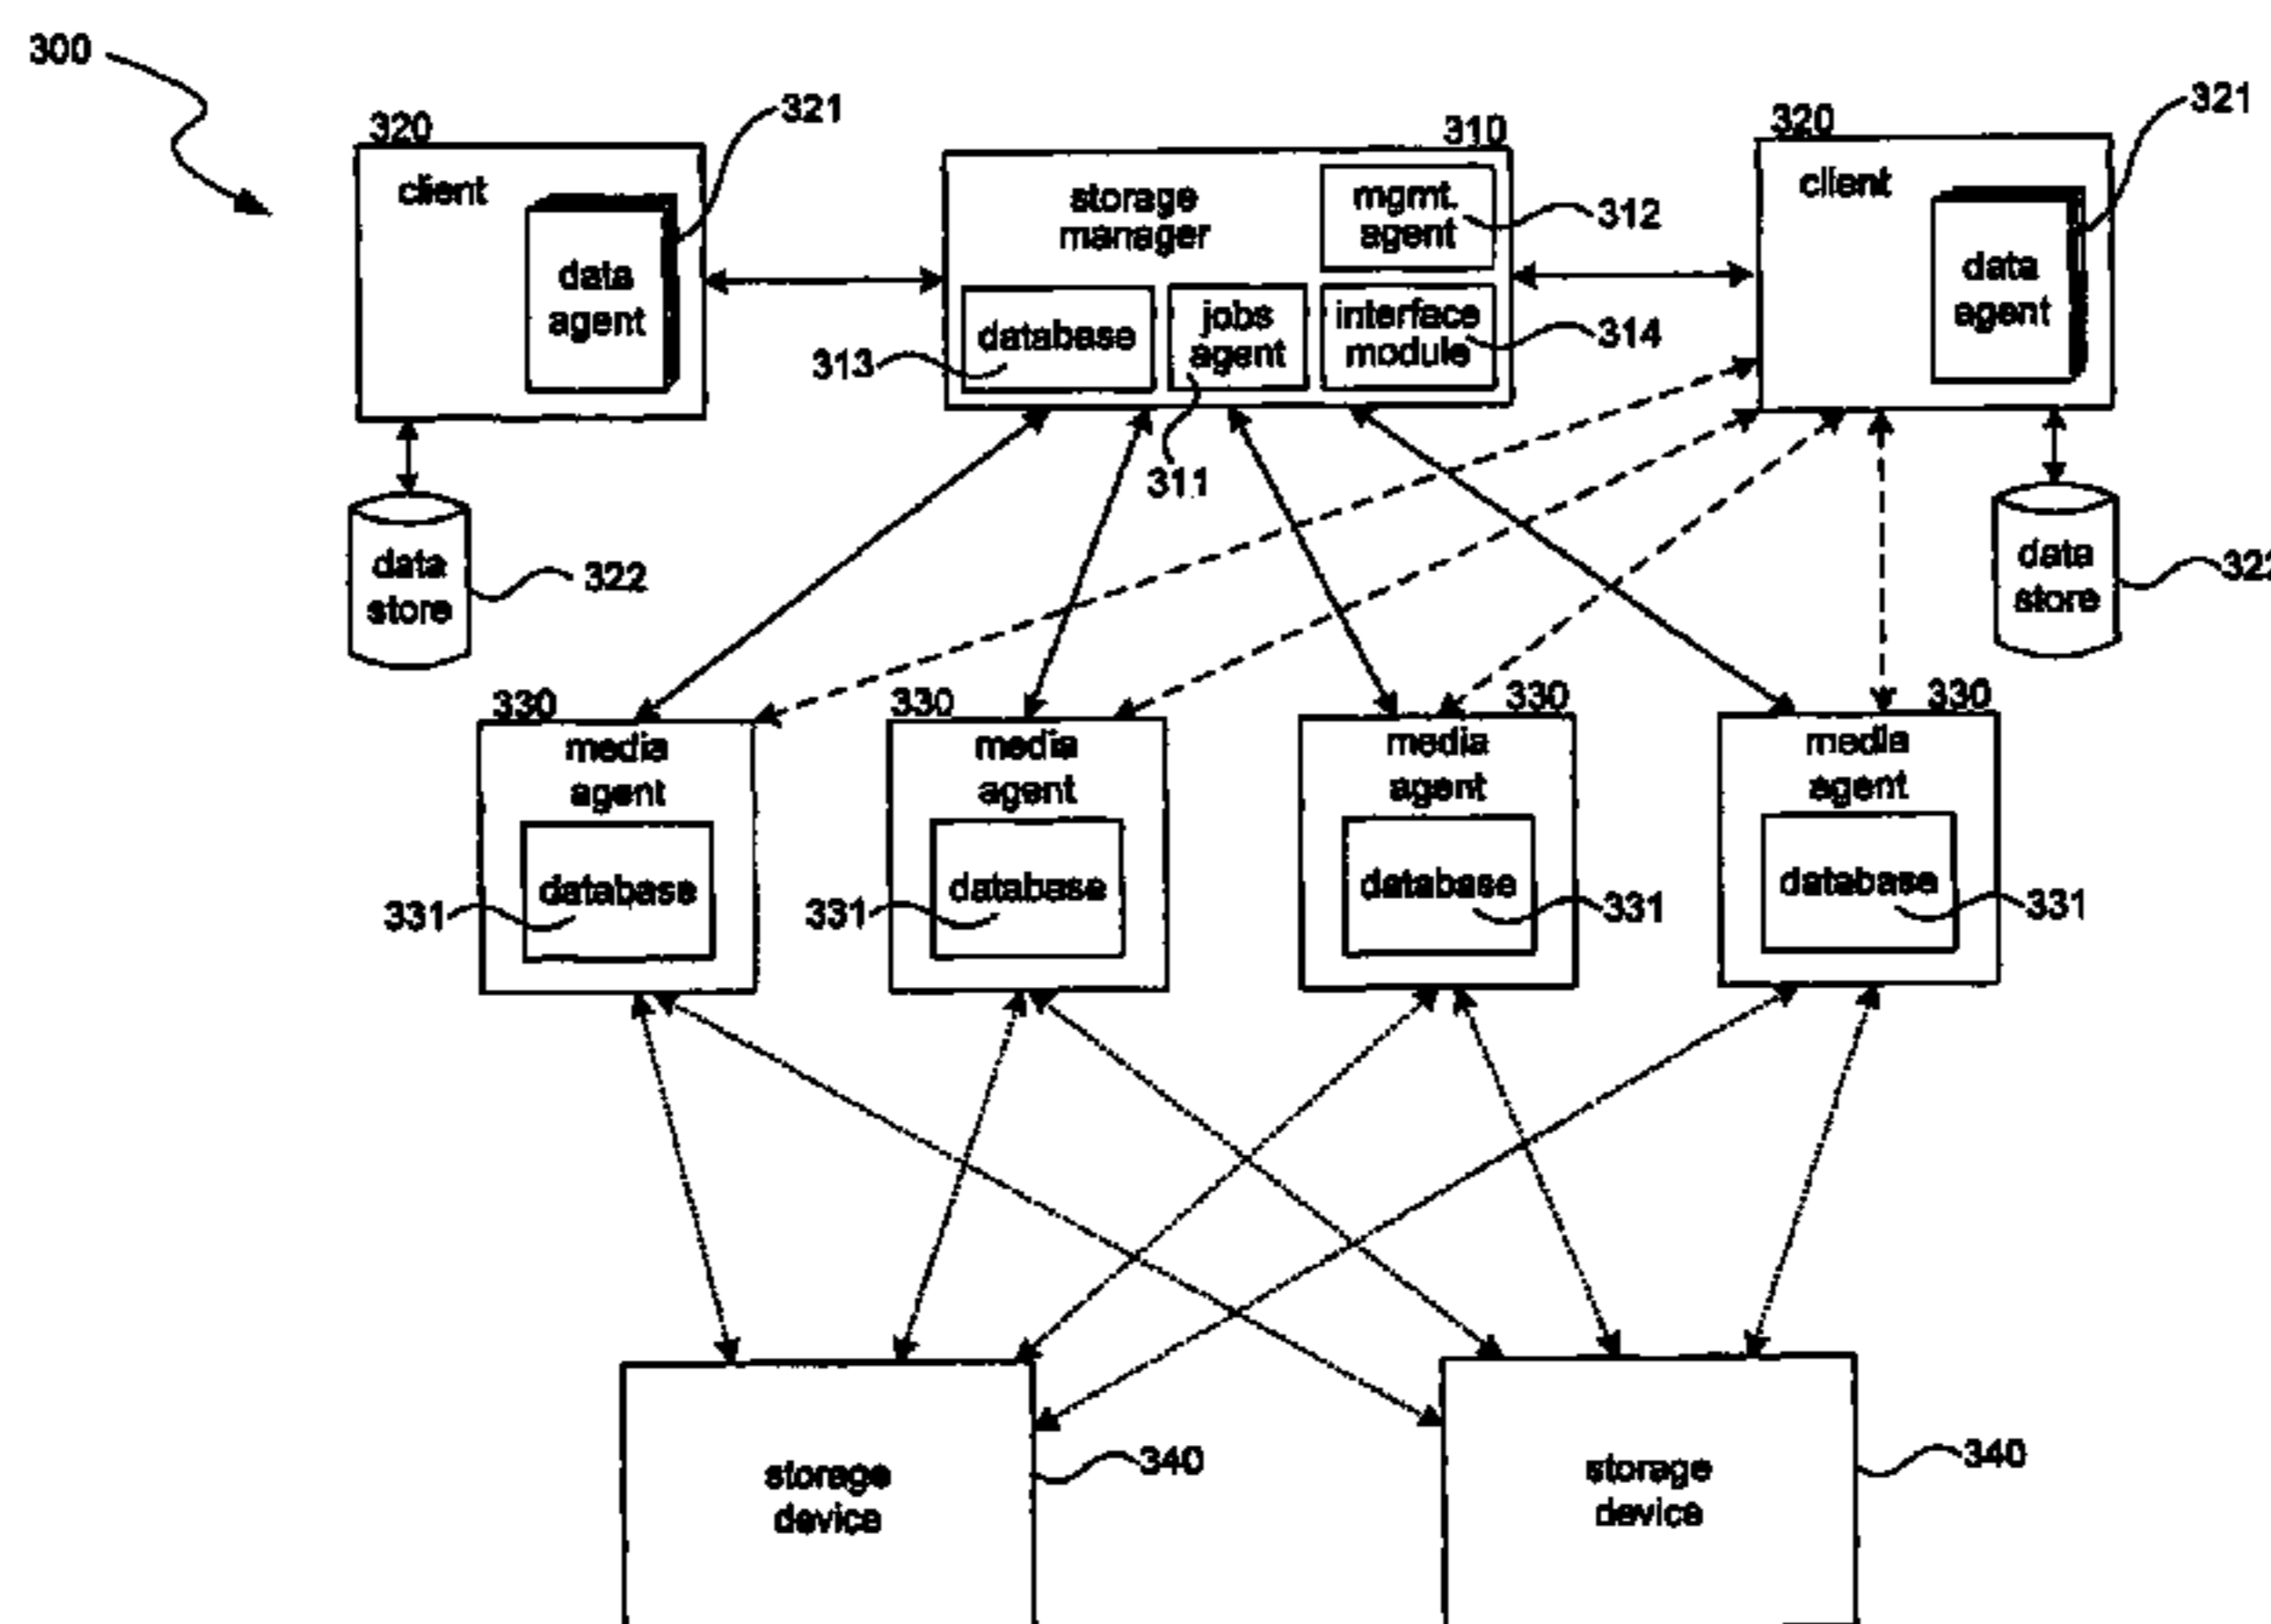 300
320
321
310
320
321
client
data
agent
storage
manager
mgmt.
agent
312
client
data
agent
313
database
jobs
agent
interface
module
314
311
data
store
322
data
store
330
media
agent
database
331
330
media
agent
database
331
330
media
agent
database
331
330
media
agent
database
331
storage
device
340
storage
device
340